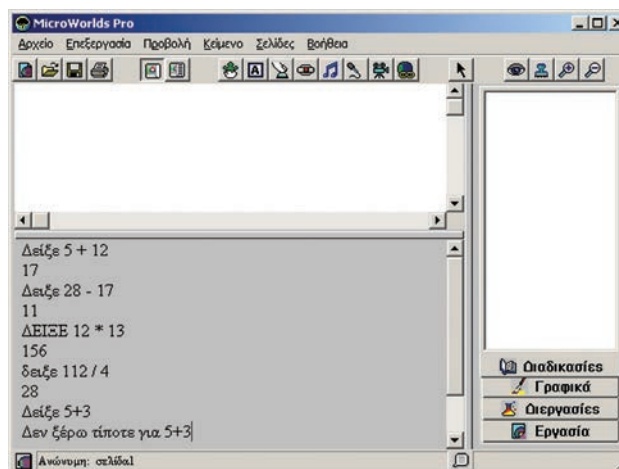 MicroWorlds Pro
Αρχείο Επεξεργασία Προβολή Κείμενο Σελίδες Βοήθεια
Δείξε 5 + 12
17
Δειξε 28 - 17
11
ΔΕΙΞΕ 12 * 13
156
δειξε 112 / 4
28
Δείξε 5+3
Δεν ξέρω τίποτε για 5+3
Διαδικασίες
Γραφικά
Διεργασίες
Εργασία
Ανώνυμη: σελίδα1